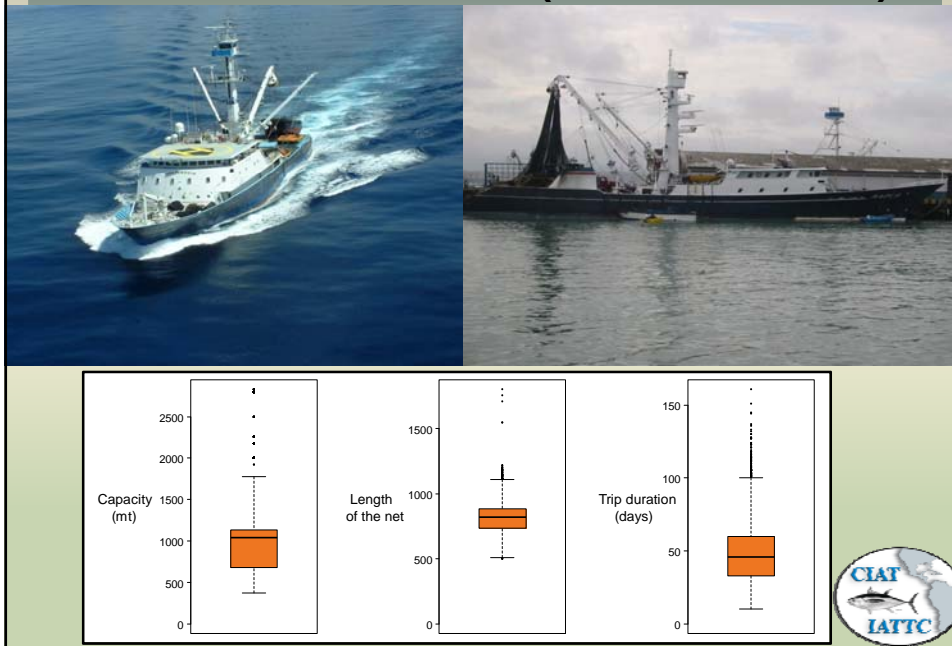 Capacity
(mt)
2500
2000
1500
1000
500
0
Length
of the net
1500
1000
500
0
Trip duration
(days)
150
100
50
0
CIAT
IATTC